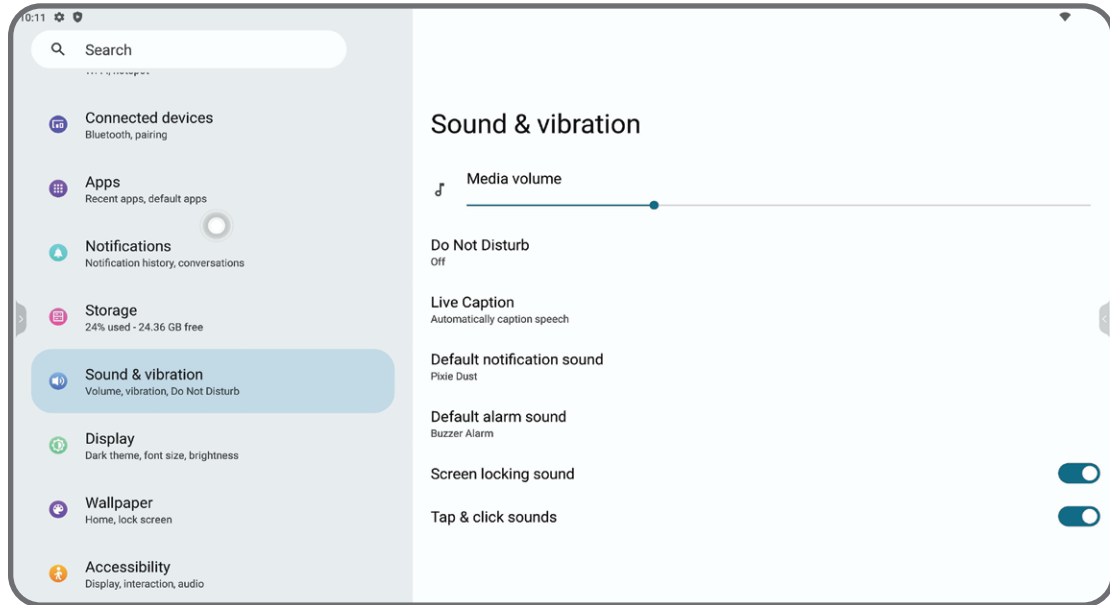 10:11
Search
Connected devices
Bluetooth, pairing
Apps
Recent apps, default apps
Notifications
Notification history, conversations
Storage
24% used - 24.36 GB free
Sound & vibration
Volume, vibration, Do Not Disturb
Display
Dark theme, font size, brightness
Wallpaper
Home, lock screen
Accessibility
Display, interaction, audio
Sound & vibration
Media volume
Do Not Disturb
Off
Live Caption
Automatically caption speech
Default notification sound
Pixie Dust
Default alarm sound
Buzzer Alarm
Screen locking sound
Tap & click sounds